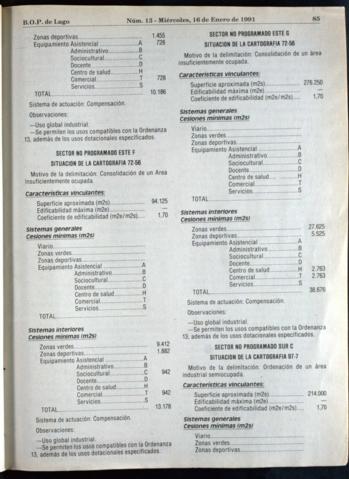 B.O.P. de Lugo
Núm. 13 - Miércoles, 16 de Enero de 1991
85
Zonas deportivas 1.455
Equipamiento Asistencial A 726
Administrativo B
Sociocultural C
Docente D
Centro de salud H
Comercial T 728
Servicios S
TOTAL 10.186
Sistema de actuación: Compensación.
Observaciones:
—Uso global industrial.
—Se permiten los usos compatibles con la Ordenanza
13, además de los usos dotacionales especificados.
SECTOR NO PROGRAMADO ESTE F
SITUACION DE LA CARTOGRAFIA 72-56
Motivo de la delimitación: Consolidación de un Area
insuficientemente ocupada.
Características vinculantes:
Superficie aproximada (m2s) 94.125
Edificabilidad máxima (m2e) —
Coeficiente de edificabilidad (m2e/m2s) 1,70
Sistemas generales
Cesiones mínimas (m2s)
Viario
Zonas verdes
Zonas deportivas
Equipamiento Asistencial A
Administrativo B
Sociocultural C
Docente D
Centro de salud H
Comercial T
Servicios S
TOTAL
Sistemas interiores
Cesiones mínimas (m2s)
Zonas verdes 9.412
Zonas deportivas 1.882
Equipamiento Asistencial A
Administrativo B
Sociocultural C 942
Docente D
Centro de salud H
Comercial T 942
Servicios S
TOTAL 13.178
Sistema de actuación: Compensación.
Observaciones:
—Uso global industrial.
—Se permiten los usos compatibles con la Ordenanza
13, además de los usos dotacionales especificados.
SECTOR NO PROGRAMADO ESTE G
SITUACION DE LA CARTOGRAFIA 72-56
Motivo de la delimitación: Consolidación de un área
insuficientemente ocupada.
Características vinculantes:
Superficie aproximada (m2s) 276.250
Edificabilidad máxima (m2e) —
Coeficiente de edificabilidad (m2e/m2s) 1,70
Sistemas generales
Cesiones mínimas (m2s)
Viario
Zonas verdes
Zonas deportivas
Equipamiento Asistencial A
Administrativo B
Sociocultural C
Docente D
Centro de salud H
Comercial T
Servicios S
TOTAL
Sistemas interiores
Cesiones mínimas (m2s)
Zonas verdes 27.625
Zonas deportivas 5.525
Equipamiento Asistencial A
Administrativo B
Sociocultural C
Docente D
Centro de salud H 2.763
Comercial T 2.763
Servicios S
TOTAL 38.676
Sistema de actuación: Compensación.
Observaciones:
—Uso global industrial.
—Se permiten los usos compatibles con la Ordenanza
13, además de los usos dotacionales especificados.
SECTOR NO PROGRAMADO SUR C
SITUACION DE LA CARTOGRAFIA 97-7
Motivo de la delimitación: Ordenación de un área
industrial semiocupada.
Características vinculantes:
Superficie aproximada (m2s) 214.000
Edificabilidad máxima (m2e) —
Coeficiente de edificabilidad (m2e/m2s) 1,70
Sistemas generales
Cesiones mínimas (m2s)
Viario
Zonas verdes
Zonas deportivas